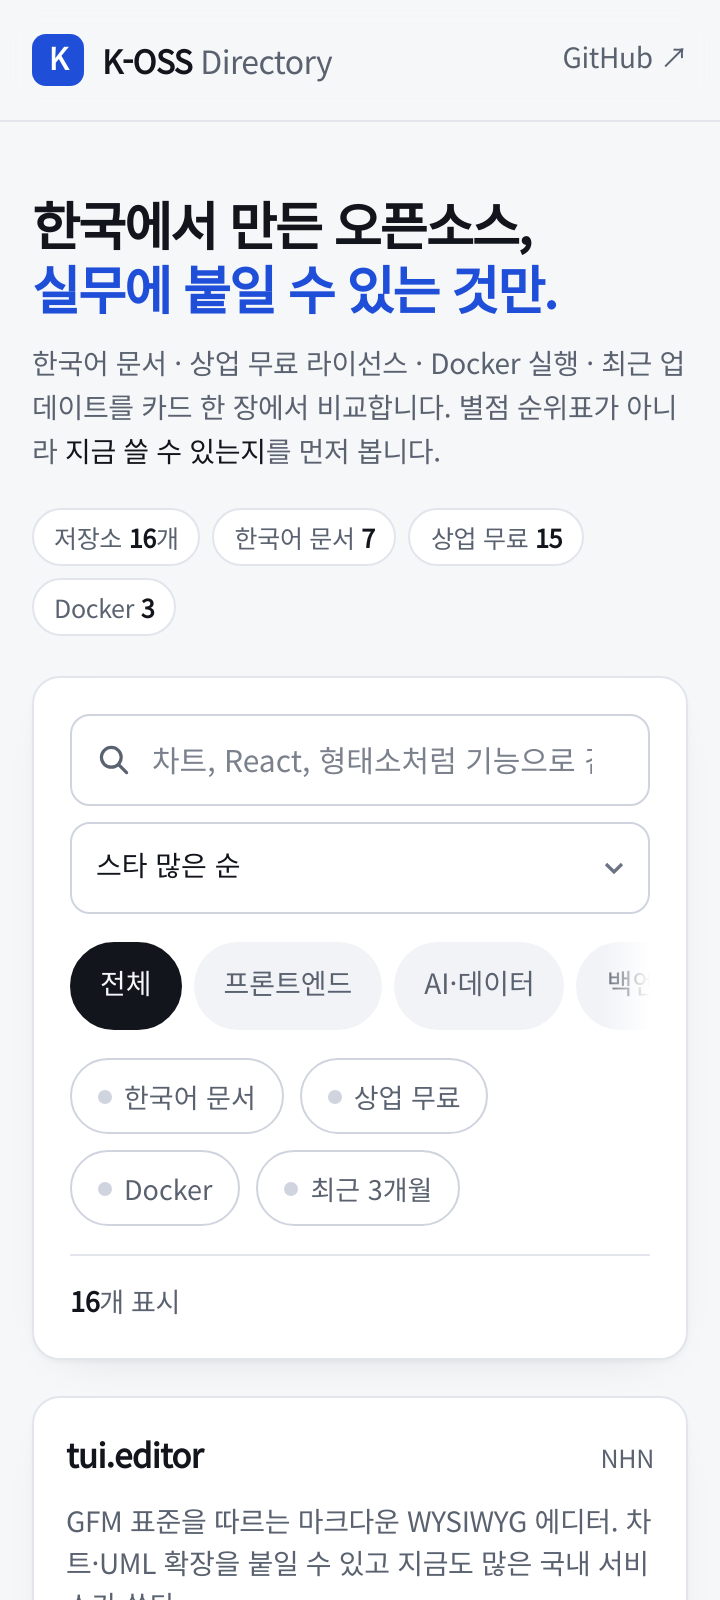 K
K-OSS Directory
GitHub ↗
한국에서 만든 오픈소스,
실무에 붙일 수 있는 것만.
한국어 문서 · 상업 무료 라이선스 · Docker 실행 · 최근 업
데이트를 카드 한 장에서 비교합니다. 별점 순위표가 아니
라 지금 쓸 수 있는지를 먼저 봅니다.
저장소 16개
한국어 문서 7
상업 무료 15
Docker 3
차트, React, 형태소처럼 기능으로
스타 많은 순
전체
프론트엔드
AI·데이터
한국어 문서
상업 무료
Docker
최근 3개월
16개 표시
tui.editor
NHN
GFM 표준을 따르는 마크다운 WYSIWYG 에디터. 차
트·UML 확장을 붙일 수 있고 지금도 많은 국내 서비